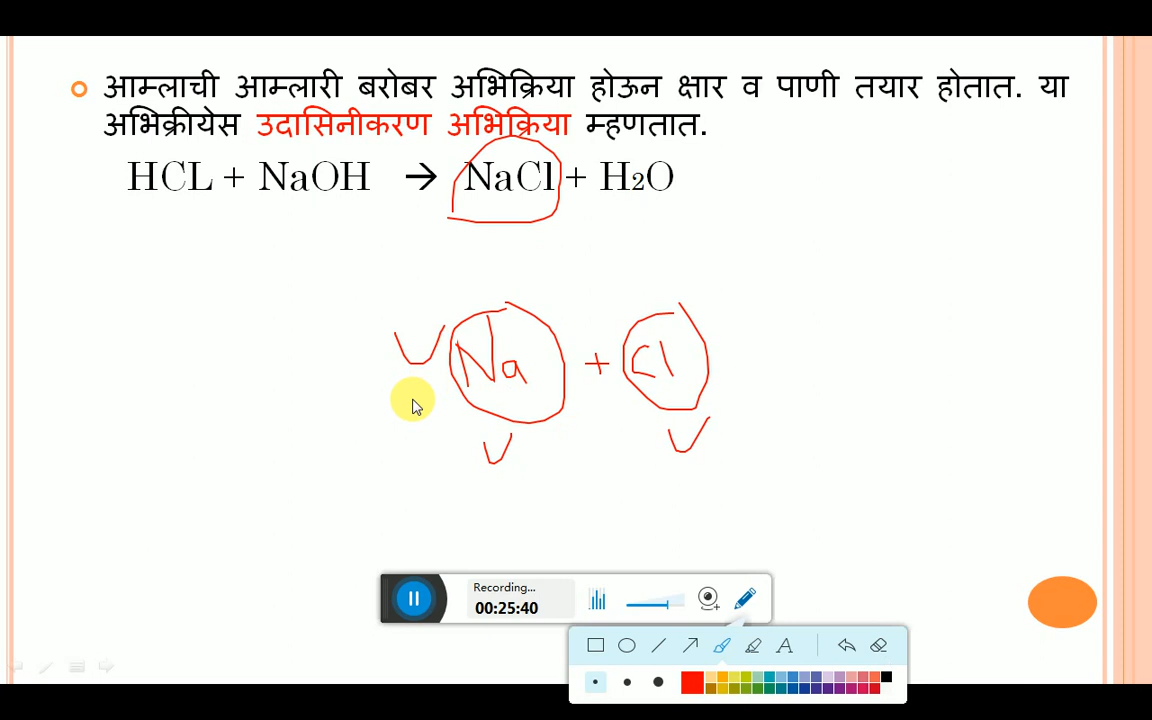 आम्लाची आम्लारी बरोबर अभिक्रिया होऊन क्षार व पाणी तयार होतात. या
अभिक्रीयेस उदासिनीकरण अभिक्रिया म्हणतात.
HCL + NaOH → NaCl + H2O
Na + Cl
Recording...
00:25:40
A